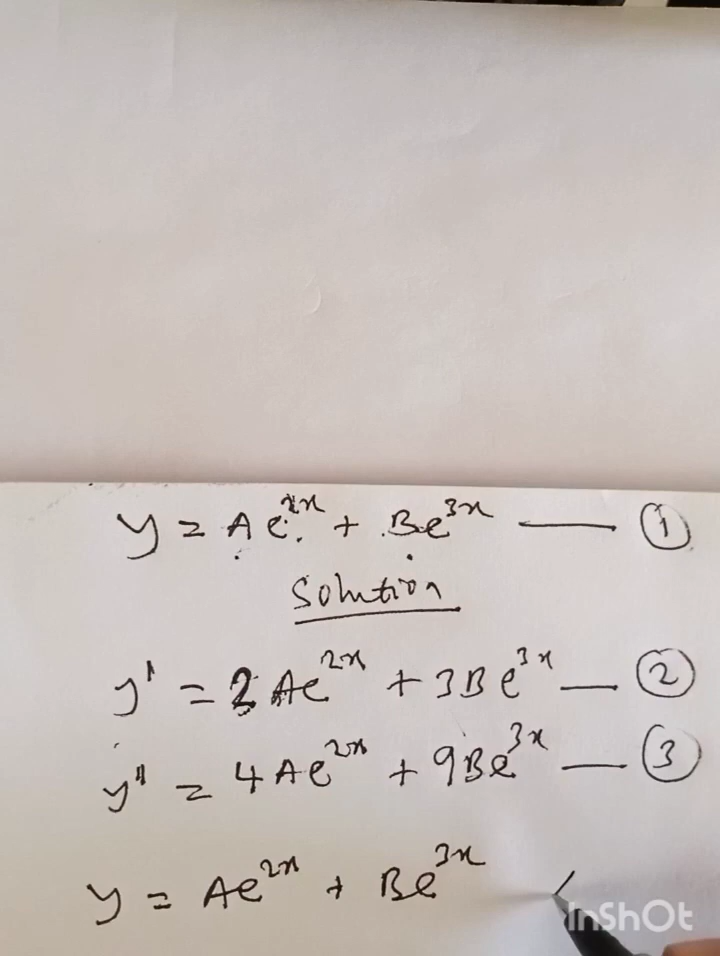 y = Ae^{2x} + Be^{3x} — ①
Solution
y' = 2Ae^{2x} + 3Be^{3x} — ②
y'' = 4Ae^{2x} + 9Be^{3x} — ③
y = Ae^{2x} + Be^{3x}
InShOt